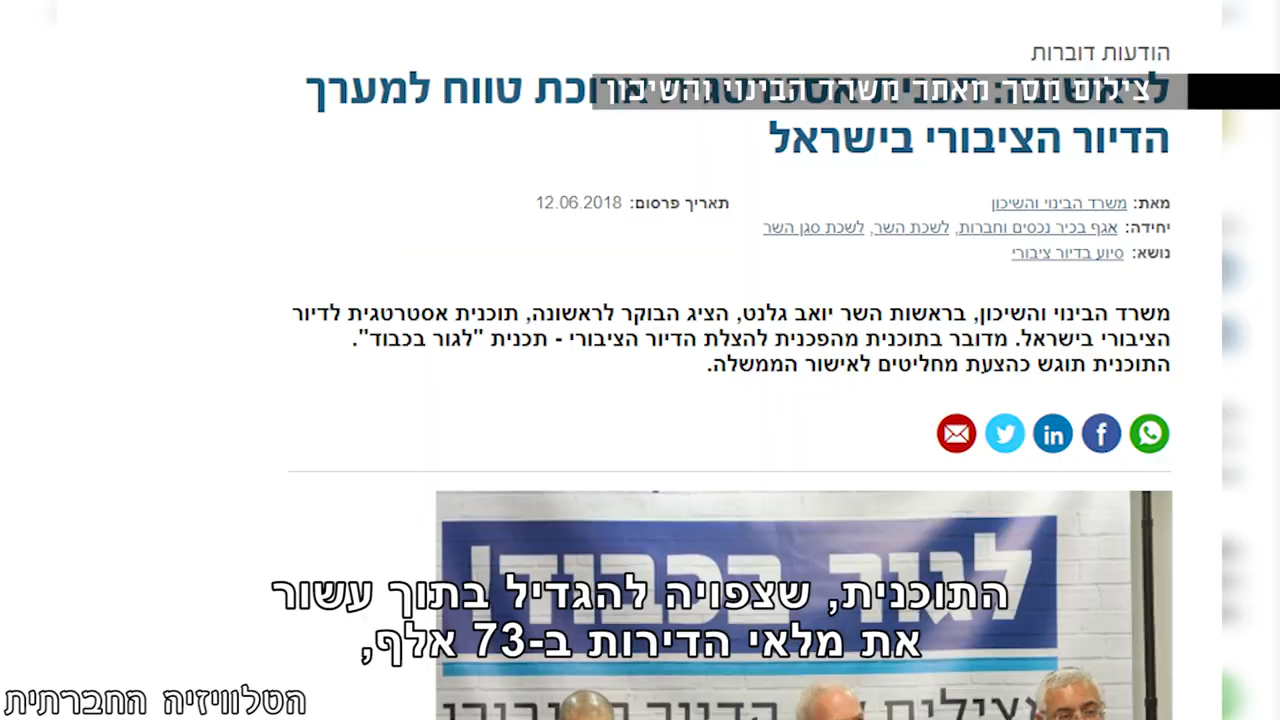 הודעות דוברות
צילום מסך מאתר משרד הבינוי והשיכון
טווח למערך
הדיור הציבורי בישראל
מאת: משרד הבינוי והשיכון
תאריך פרסום: 12.06.2018
יחידה: אגף בכיר נכסים וחברות, לשכת השר, לשכת סגן השר
נושא: סיוע בדיור ציבורי
משרד הבינוי והשיכון, בראשות השר יואב גלנט, הציג הבוקר לראשונה, תוכנית אסטרטגית לדיור
הציבורי בישראל. מדובר בתוכנית מהפכנית להצלת הדיור הציבורי - תכנית "לגור בכבוד".
התוכנית תוגש כהצעת מחליטים לאישור הממשלה.
לגור בכבוד!
התוכנית, שצפויה להגדיל בתוך עשור
את מלאי הדירות ב-73 אלף,
הטלוויזיה החברתית